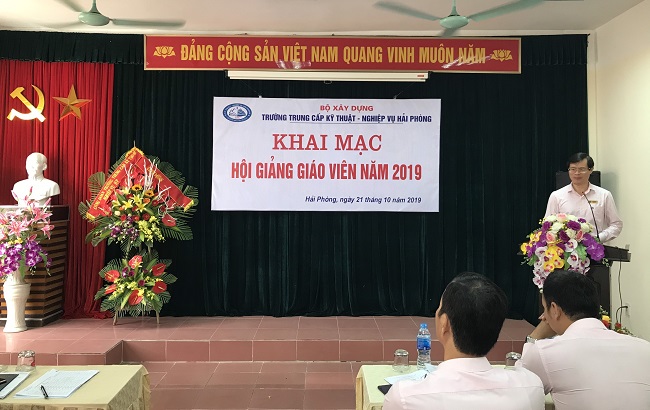 ĐẢNG CỘNG SẢN VIỆT NAM QUANG VINH MUÔN NĂM
BỘ XÂY DỰNG
TRƯỜNG TRUNG CẤP KỸ THUẬT - NGHIỆP VỤ HẢI PHÒNG
KHAI MẠC
HỘI GIẢNG GIÁO VIÊN NĂM 2019
Hải Phòng, ngày 21 tháng 10 năm 2019